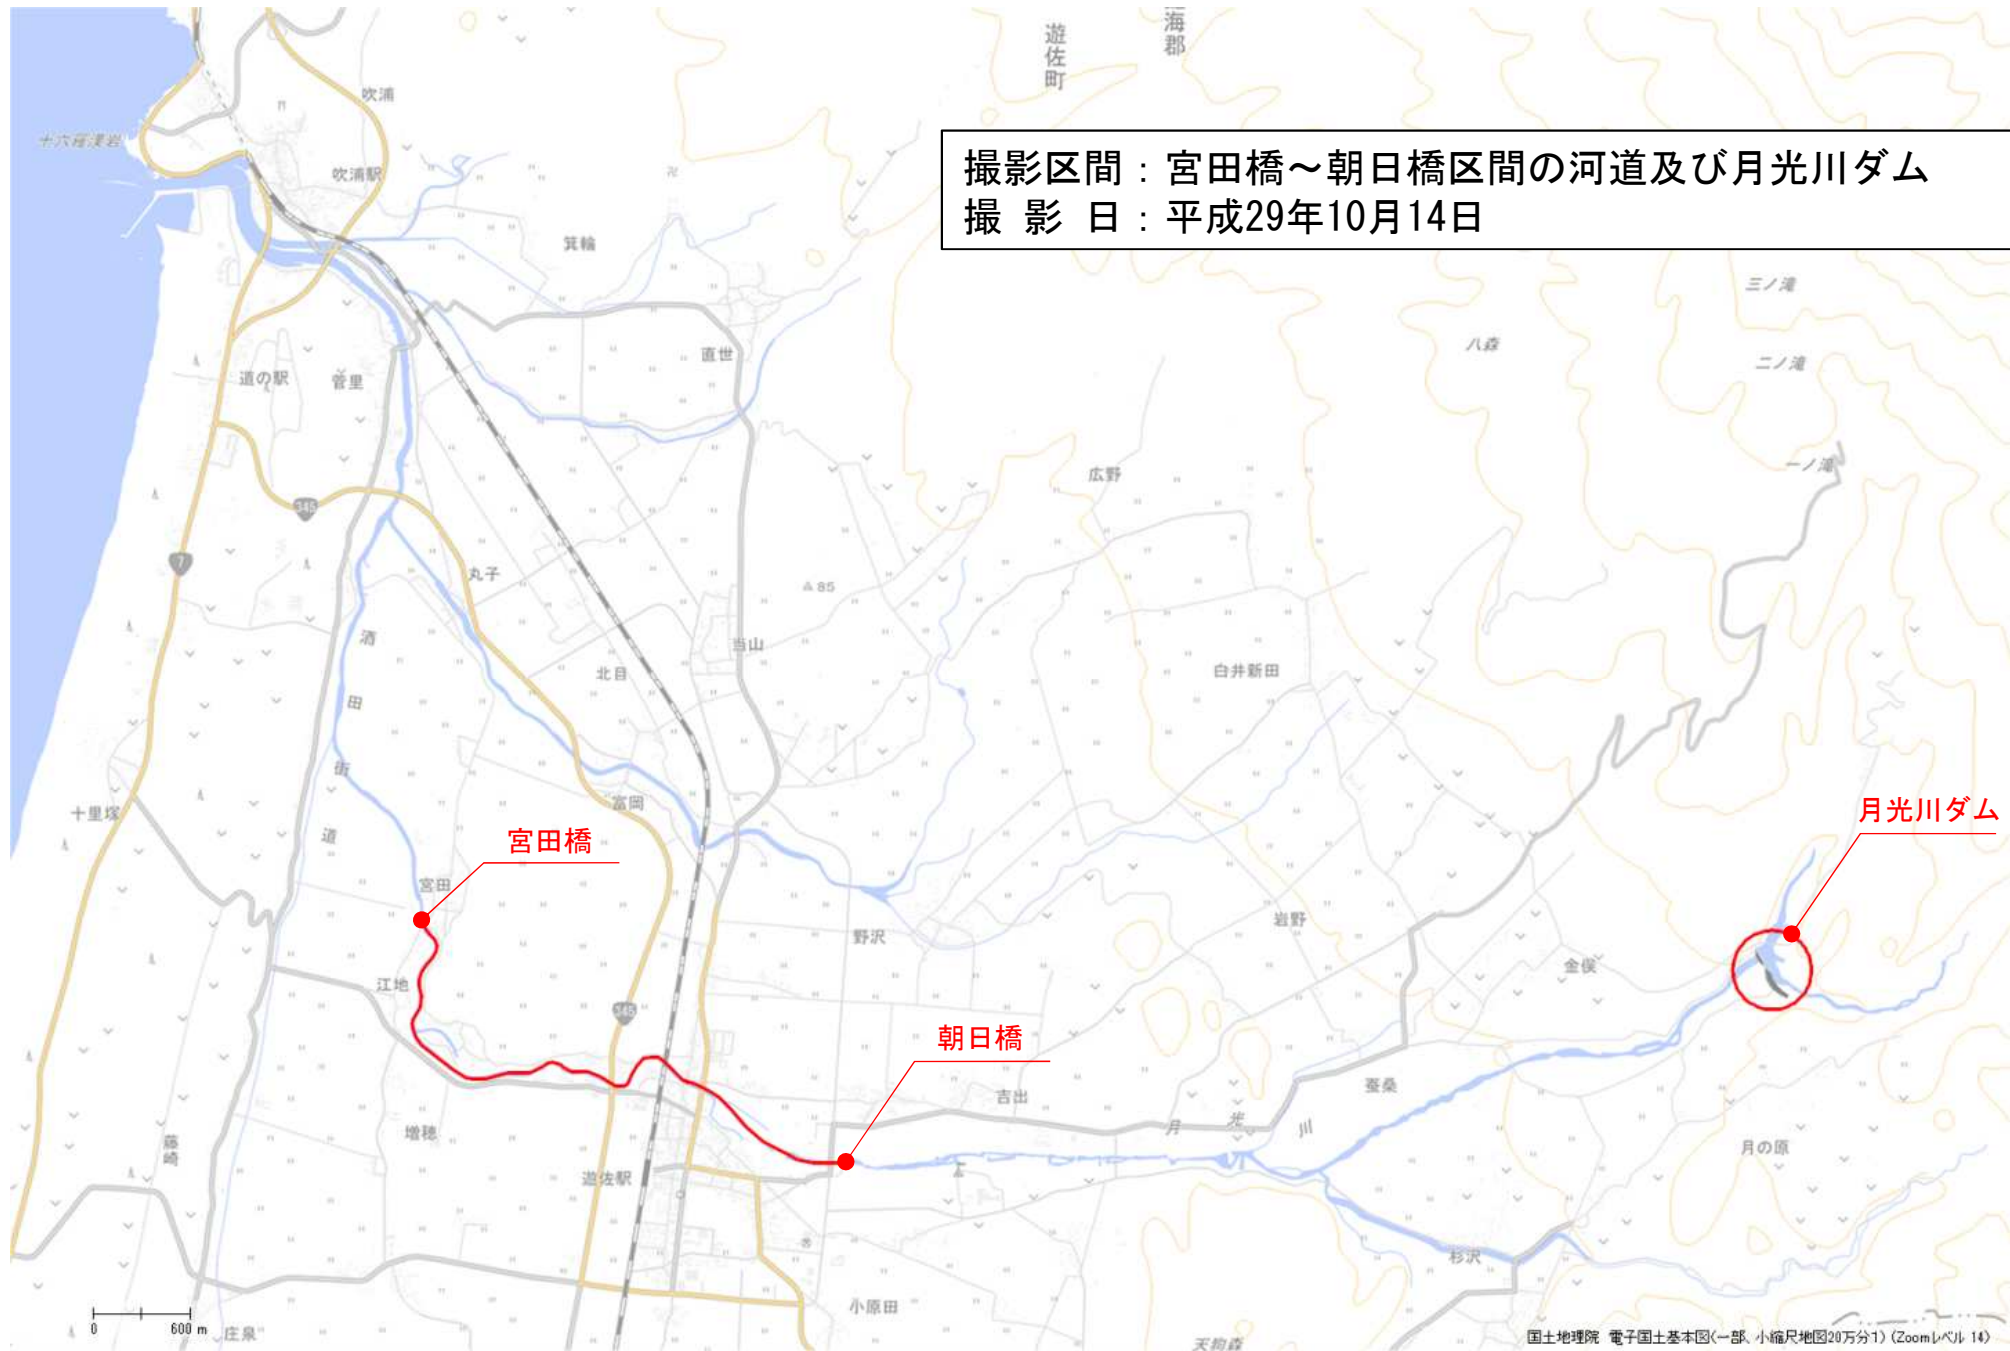 遊佐町
海郡
吹浦
十六羅漢岩
吹浦駅
撮影区間：宮田橋～朝日橋区間の河道及び月光川ダム
撮 影 日：平成29年10月14日
箕輪
三ノ滝
八森
二ノ滝
直世
道の駅
菅里
一ノ滝
広野
345
7
丸子
85
酒田街道
当山
北目
白井新田
十里塚
富岡
月光川ダム
宮田橋
宮田
岩野
野沢
金俣
江地
345
朝日橋
蚕桑
吉出
月光川
増穂
藤崎
月の原
遊佐駅
杉沢
小原田
0 600 m
庄泉
天狗森
国土地理院 電子国土基本図(一部、小縮尺地図20万分1) (Zoomレベル 14)